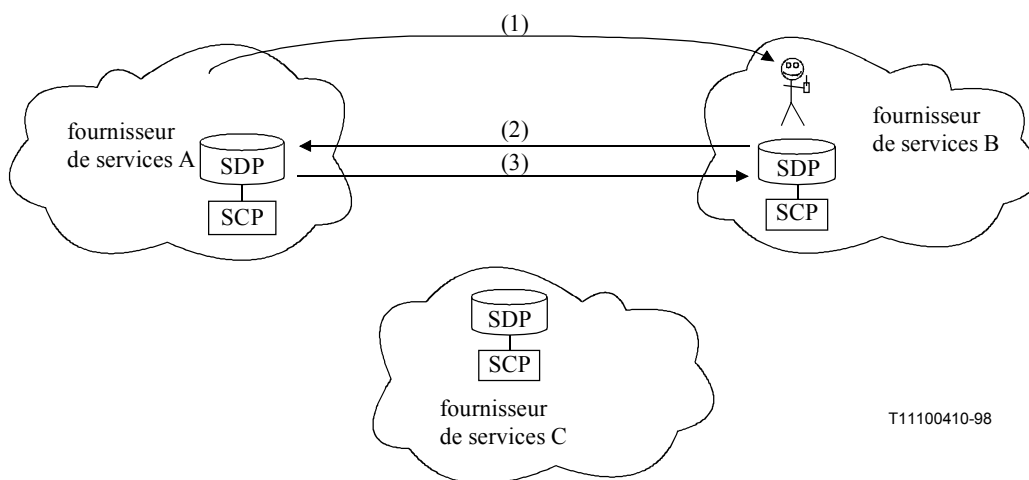 (1)
fournisseur
de services A
SDP
SCP
(2)
(3)
fournisseur
de services B
SDP
SCP
SDP
SCP
fournisseur
de services C
T11100410-98